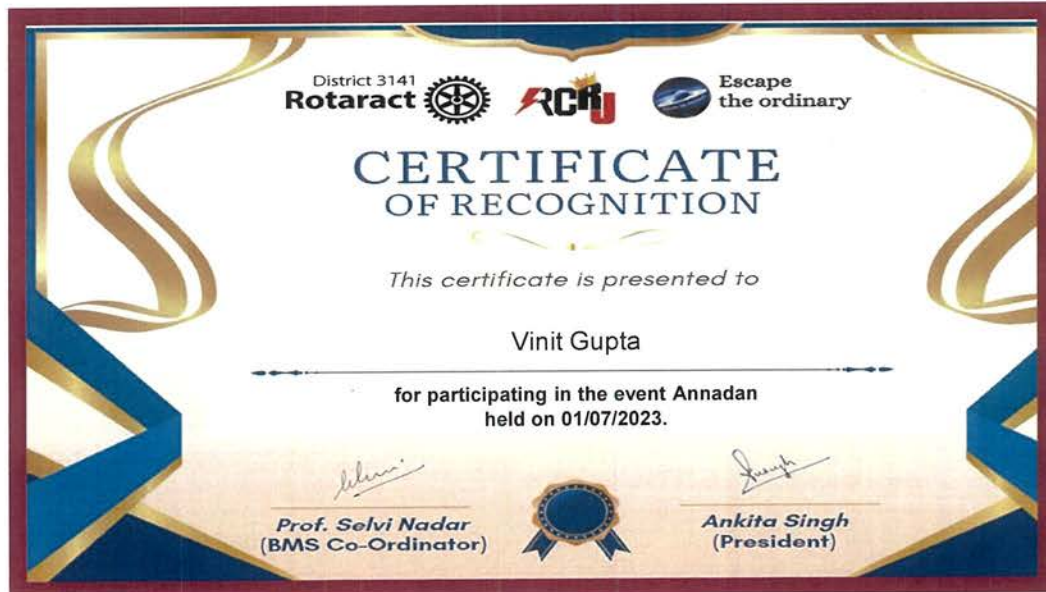 District 3141
Rotaract
RCRJ
Escape
the ordinary
CERTIFICATE
OF RECOGNITION
This certificate is presented to
Vinit Gupta
for participating in the event Annadan
held on 01/07/2023.
Prof. Selvi Nadar
(BMS Co-Ordinator)
Ankita Singh
(President)